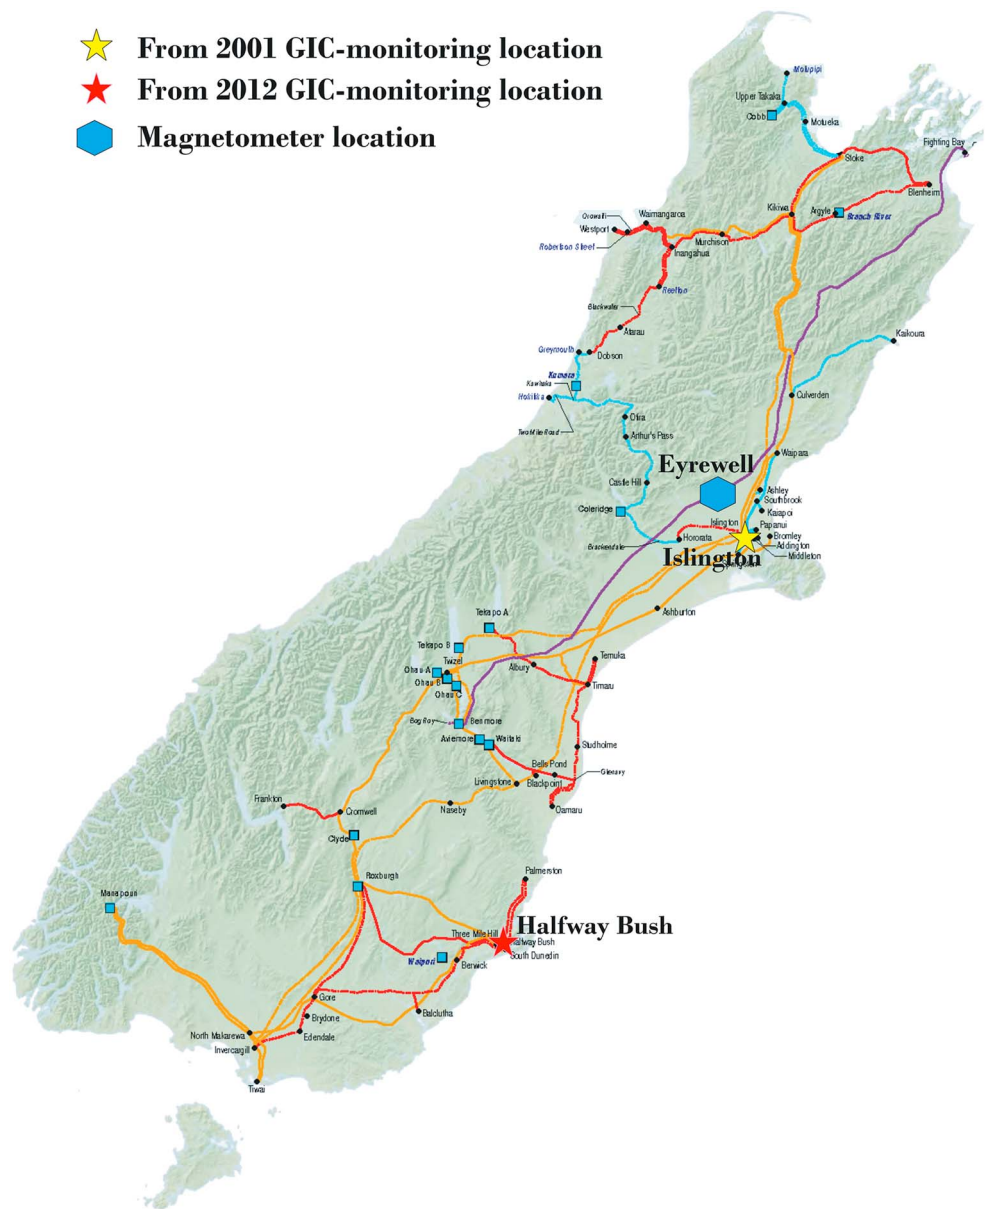 From 2001 GIC-monitoring location
From 2012 GIC-monitoring location
Magnetometer location
Motupipi
Upper Takaka
Cobb
Motueka
Stoke
Fighting Bay
Blenheim
Kikiwa
Argyle
Branch River
Orowaiti
Waimangaroa
Westport
Robertson Street
Murchison
Inangahua
Reefton
Blackwater
Atarau
Greymouth
Dobson
Kaikoura
Kumara
Kawhaka
Hokitika
Culverden
Otira
Two Mile Road
Arthur's Pass
Waipara
Eyrewell
Castle Hill
Ashley
Southbrook
Coleridge
Kaiapoi
Islington
Papanui
Bromley
Hororata
Addington
Brackendale
Middleton
Islington
Springston
Ashburton
Tekapo A
Tekapo B
Twizel
Temuka
Ohau A
Albury
Ohau B
Timaru
Ohau C
Bog Roy
Benmore
Aviemore
Waitaki
Studholme
Bells Pond
Glenavy
Livingstone
Blackpoint
Frankton
Cromwell
Naseby
Oamaru
Clyde
Palmerston
Roxburgh
Manapouri
Halfway Bush
Three Mile Hill
Halfway Bush
South Dunedin
Waipori
Berwick
Gore
Brydone
Balclutha
North Makarewa
Edendale
Invercargill
Tiwai